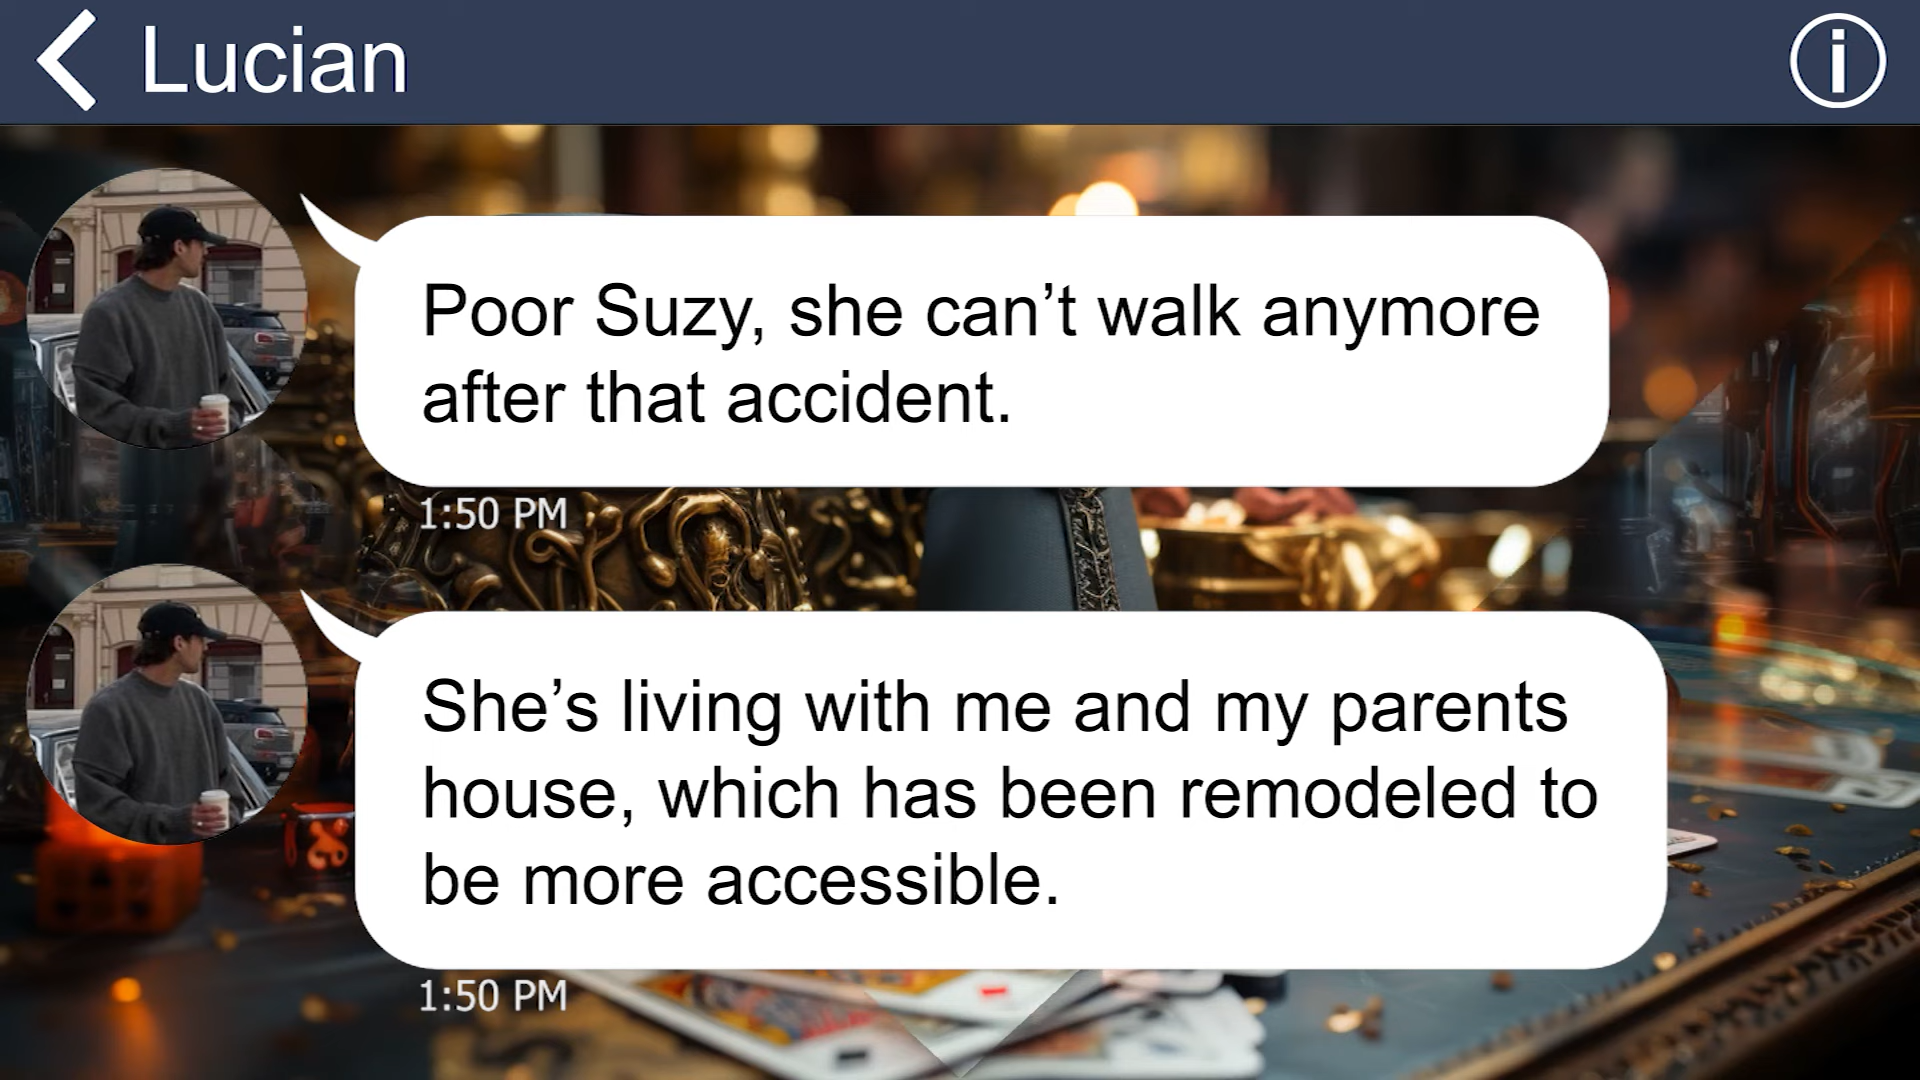 Lucian
Poor Suzy, she can’t walk anymore
after that accident.
1:50 PM
She’s living with me and my parents
house, which has been remodeled to
be more accessible.
1:50 PM